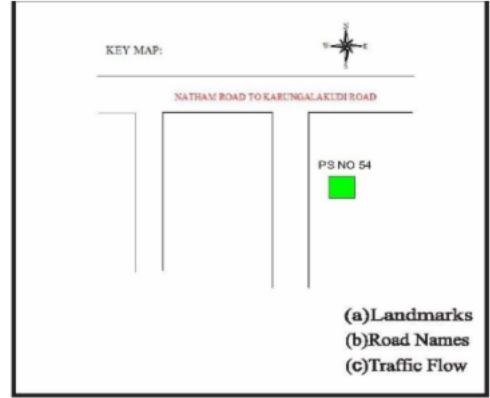 N
KEY MAP:
W E
S
NATHAM ROAD TO KARUNGALAKUDI ROAD
PS NO 54
(a)Landmarks
(b)Road Names
(c)Traffic Flow